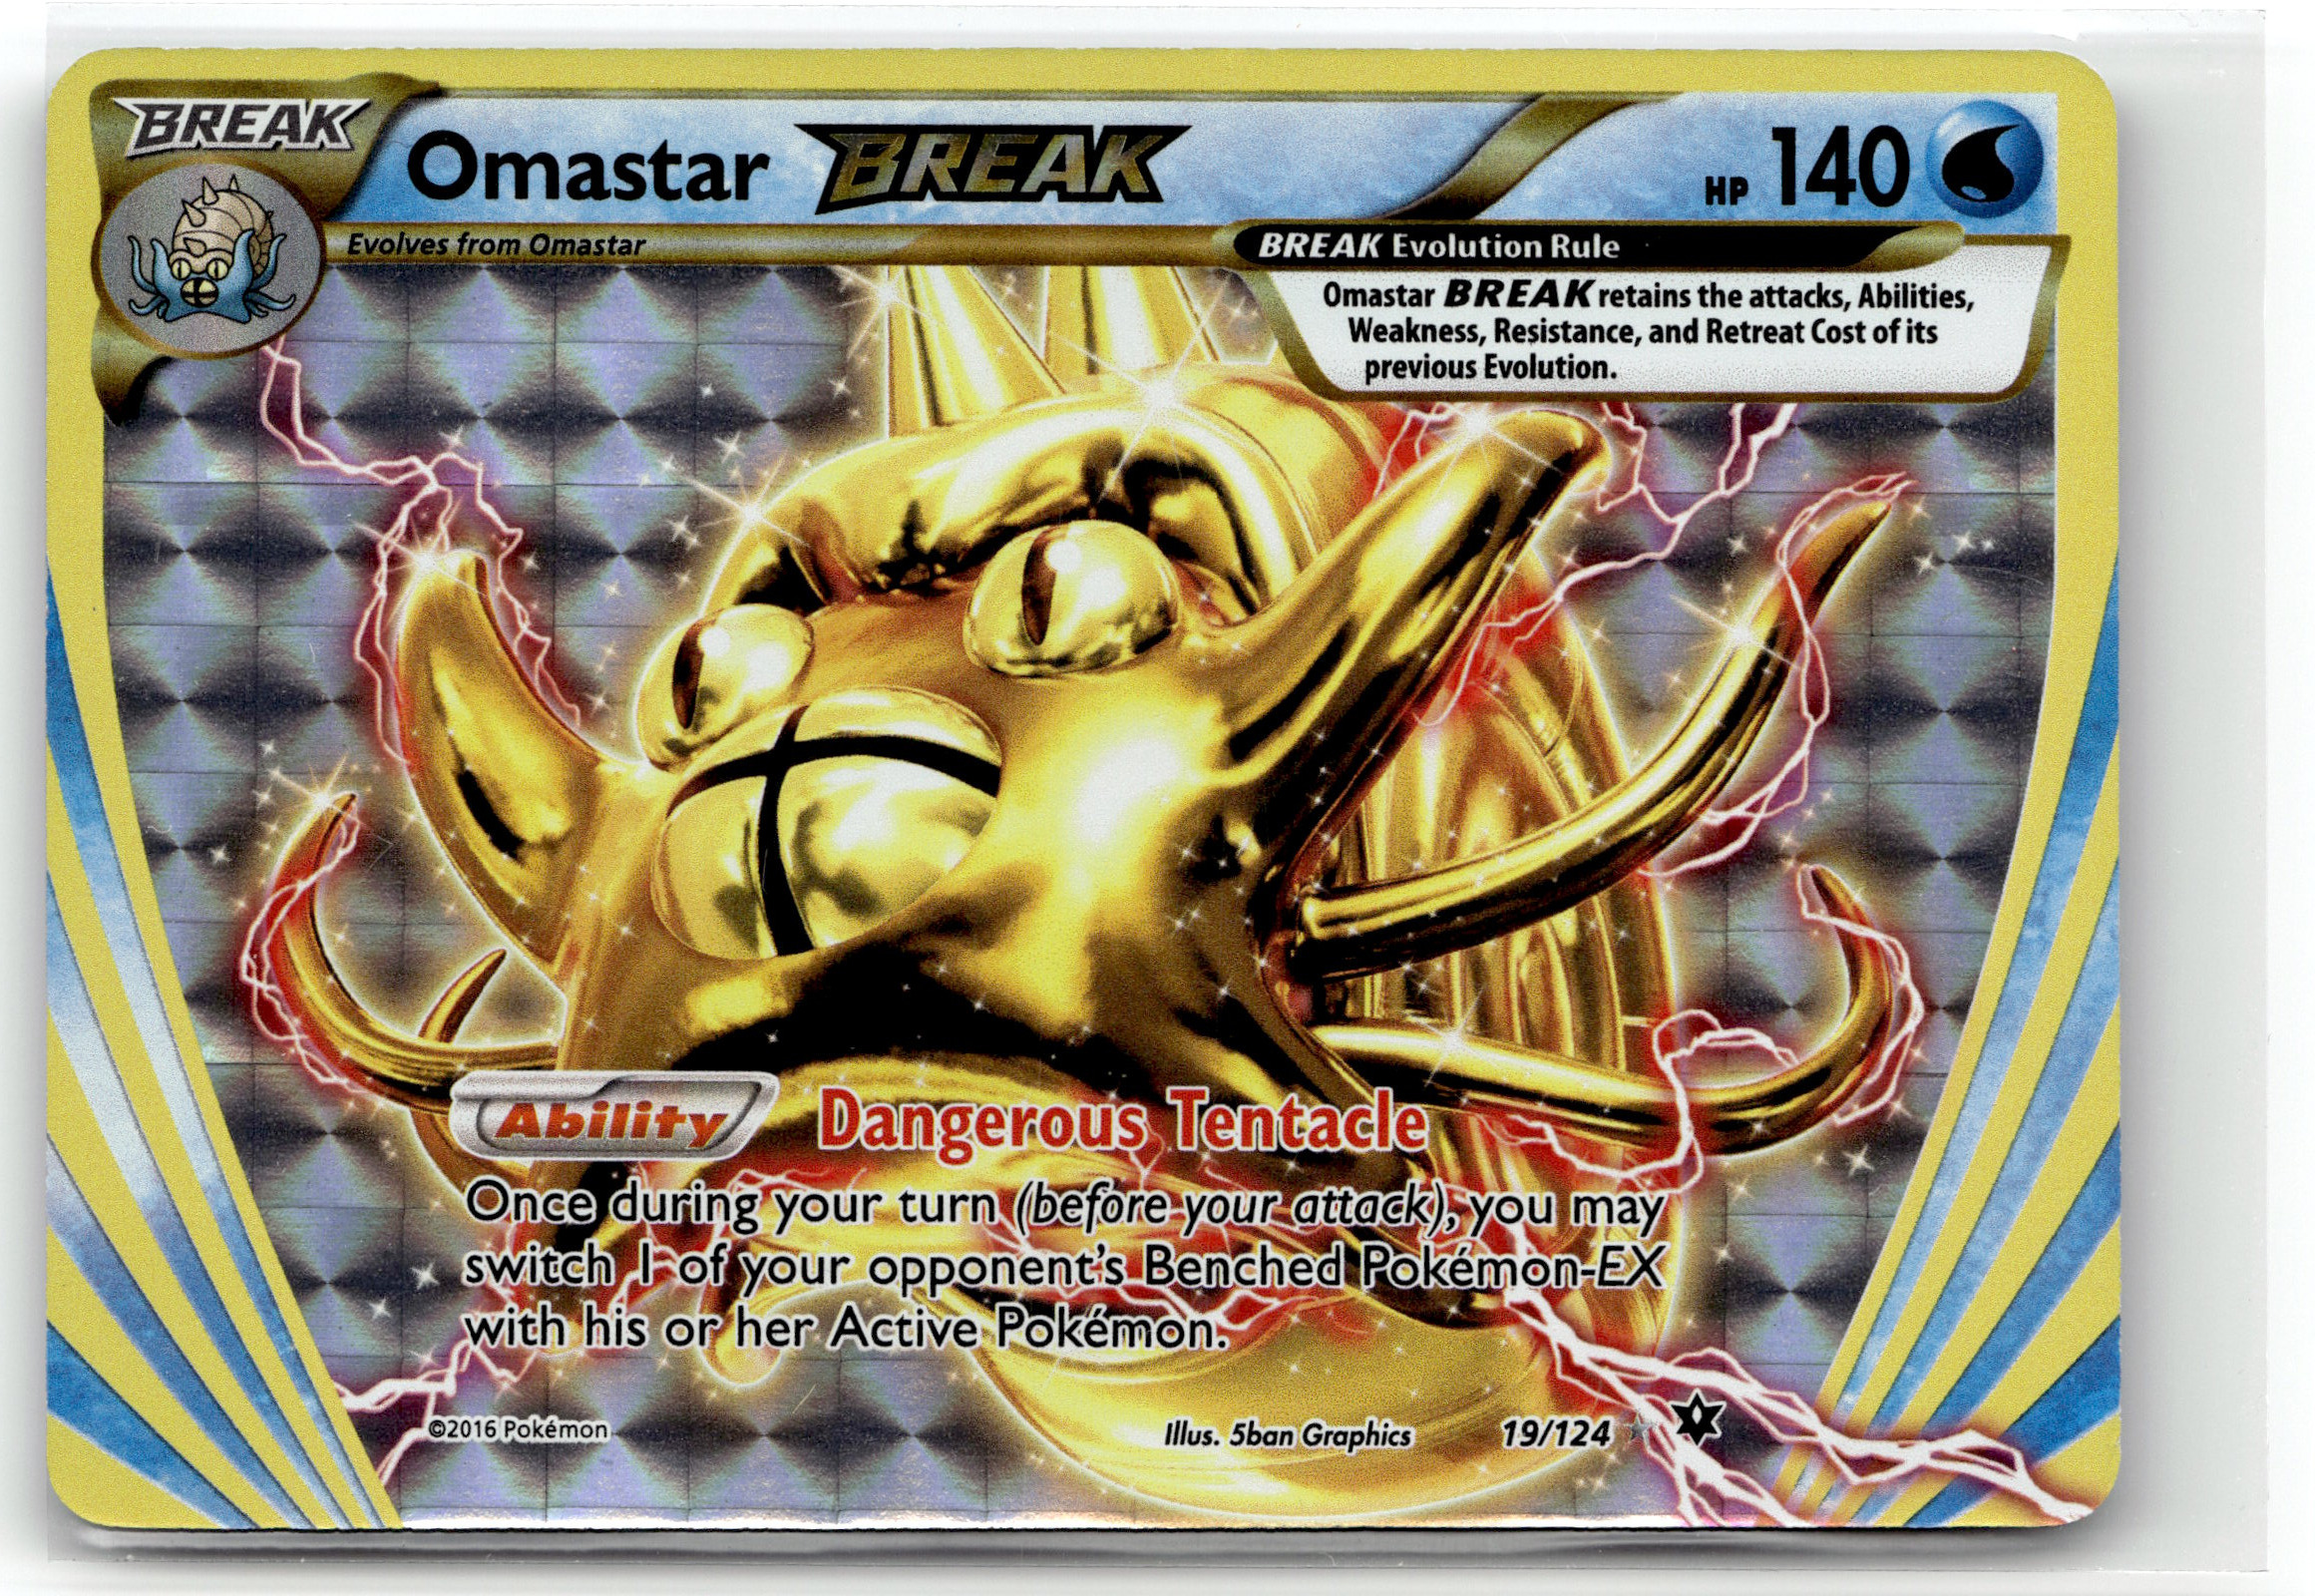 BREAK
Omastar BREAK
HP 140
Evolves from Omastar
BREAK Evolution Rule
Omastar BREAK retains the attacks, Abilities,
Weakness, Resistance, and Retreat Cost of its
previous Evolution.
Ability Dangerous Tentacle
Once during your turn (before your attack), you may
switch 1 of your opponent's Benched Pokémon-EX
with his or her Active Pokémon.
©2016 Pokémon
Illus. 5ban Graphics
19/124